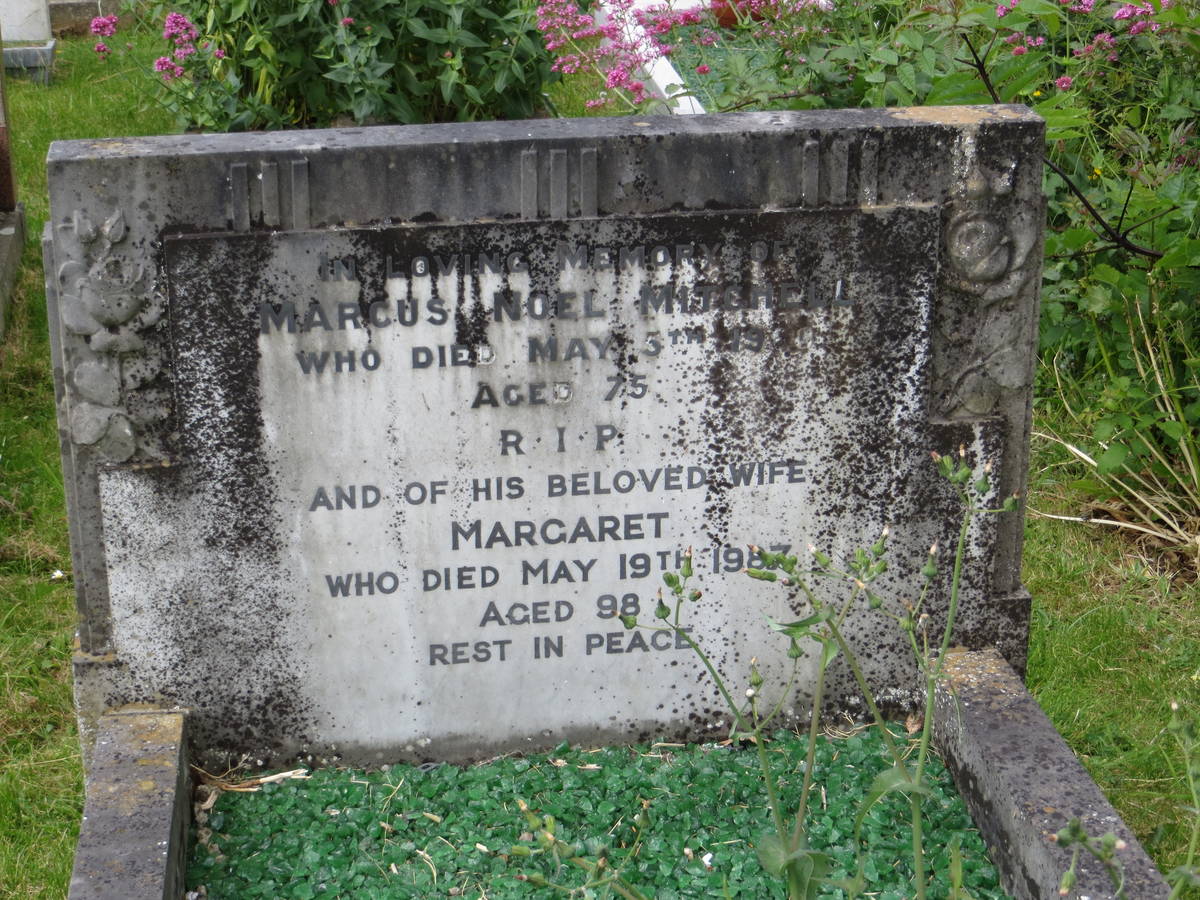 IN LOVING MEMORY OF
MARCUS NOEL MITCHELL
WHO DIED MAY 5TH
AGED 75
R·I·P
AND OF HIS BELOVED WIFE
MARGARET
WHO DIED MAY 19TH 1987
AGED 98
REST IN PEACE